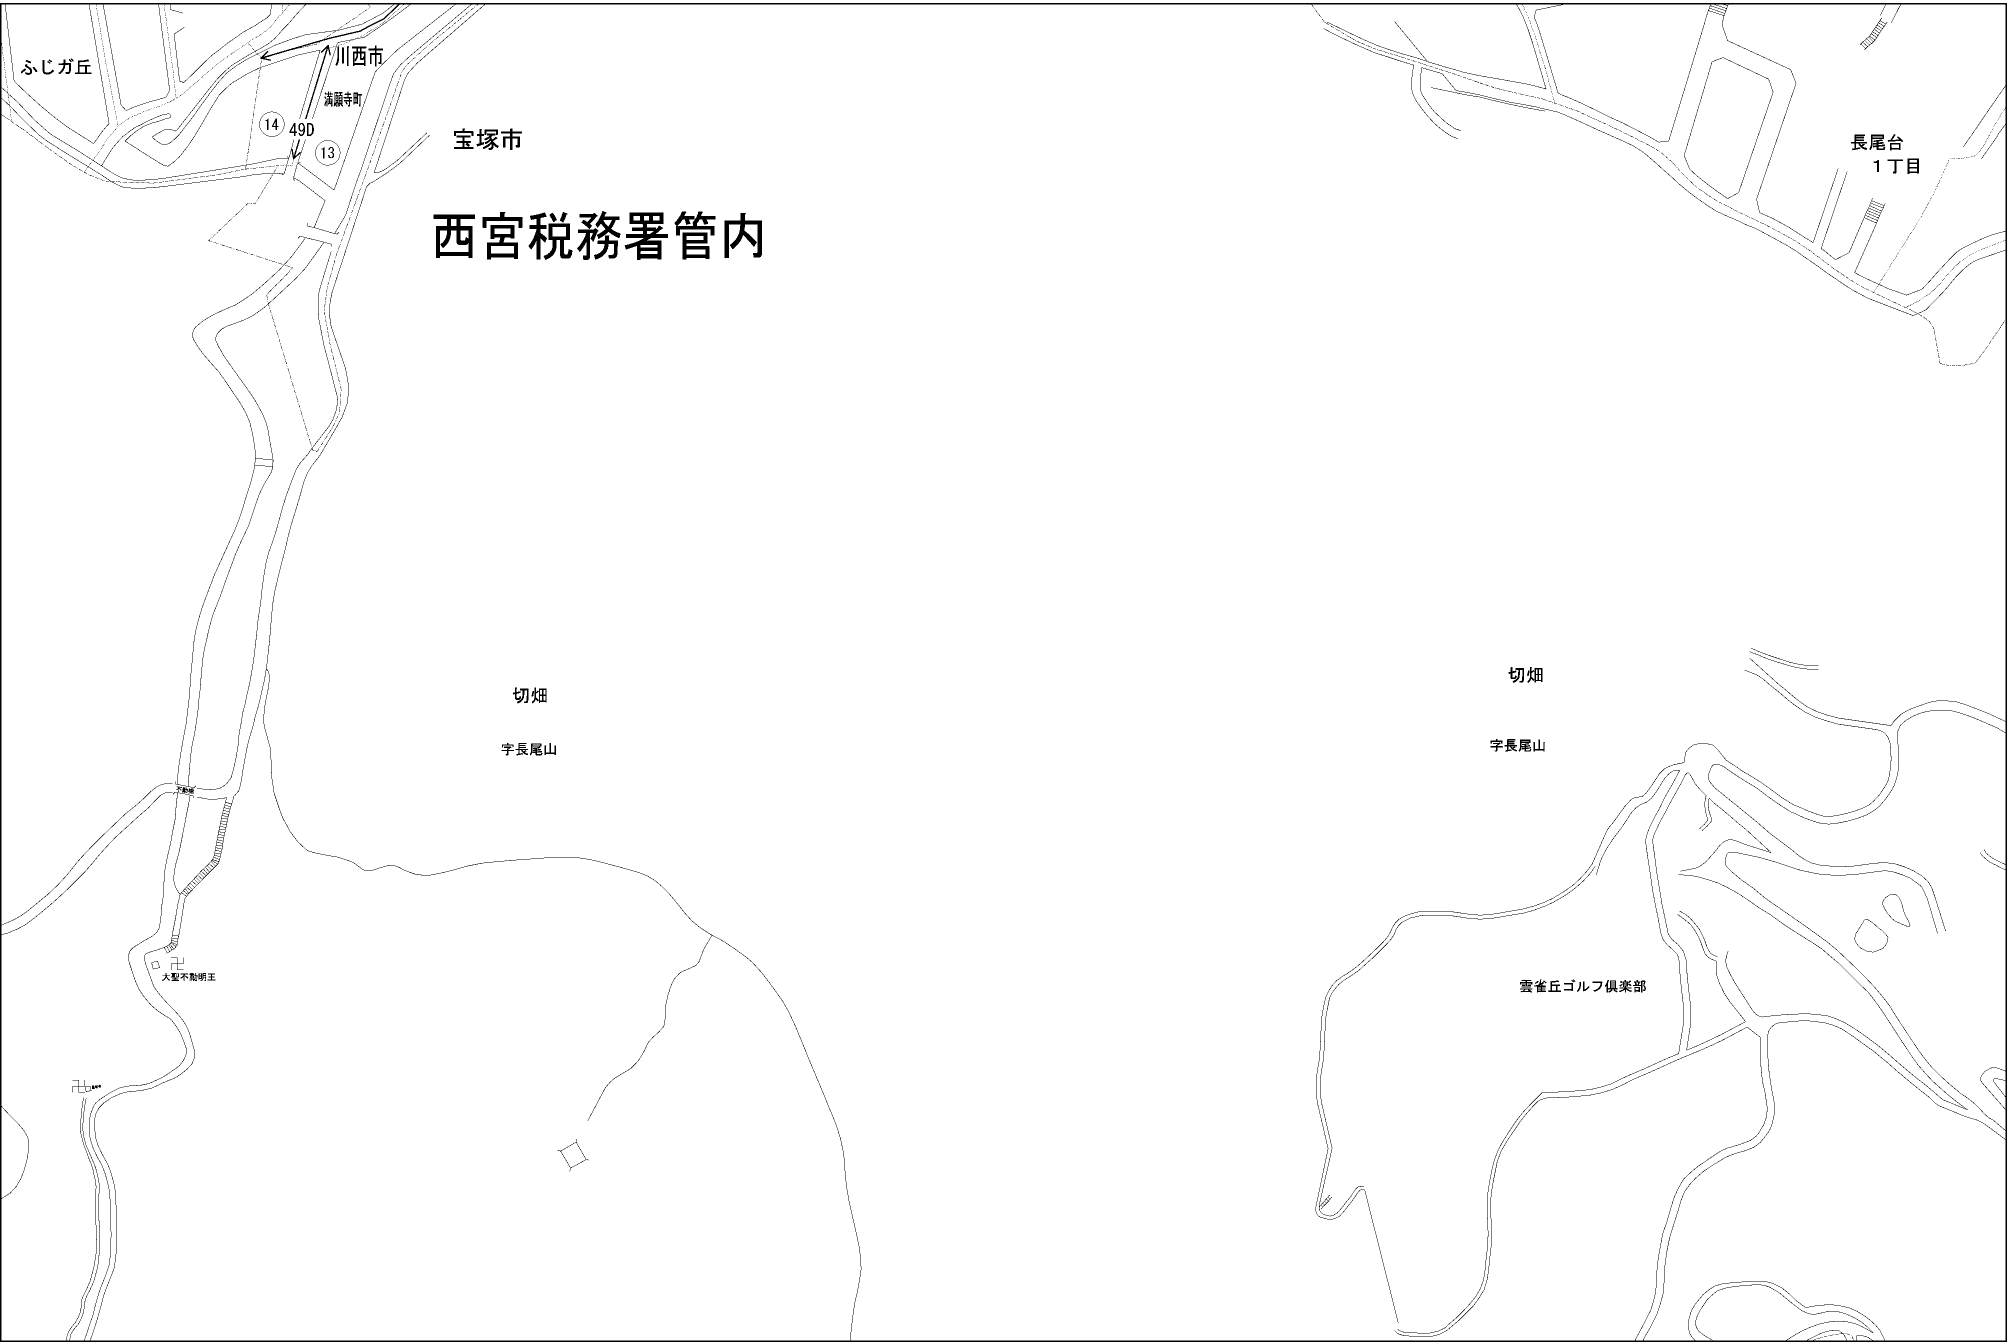 ふじガ丘
川西市
満願寺町
14
49D
13
宝塚市
西宮税務署管内
長尾台
1丁目
切畑
字長尾山
切畑
字長尾山
不動橋
大聖不動明王
雲雀丘ゴルフ倶楽部